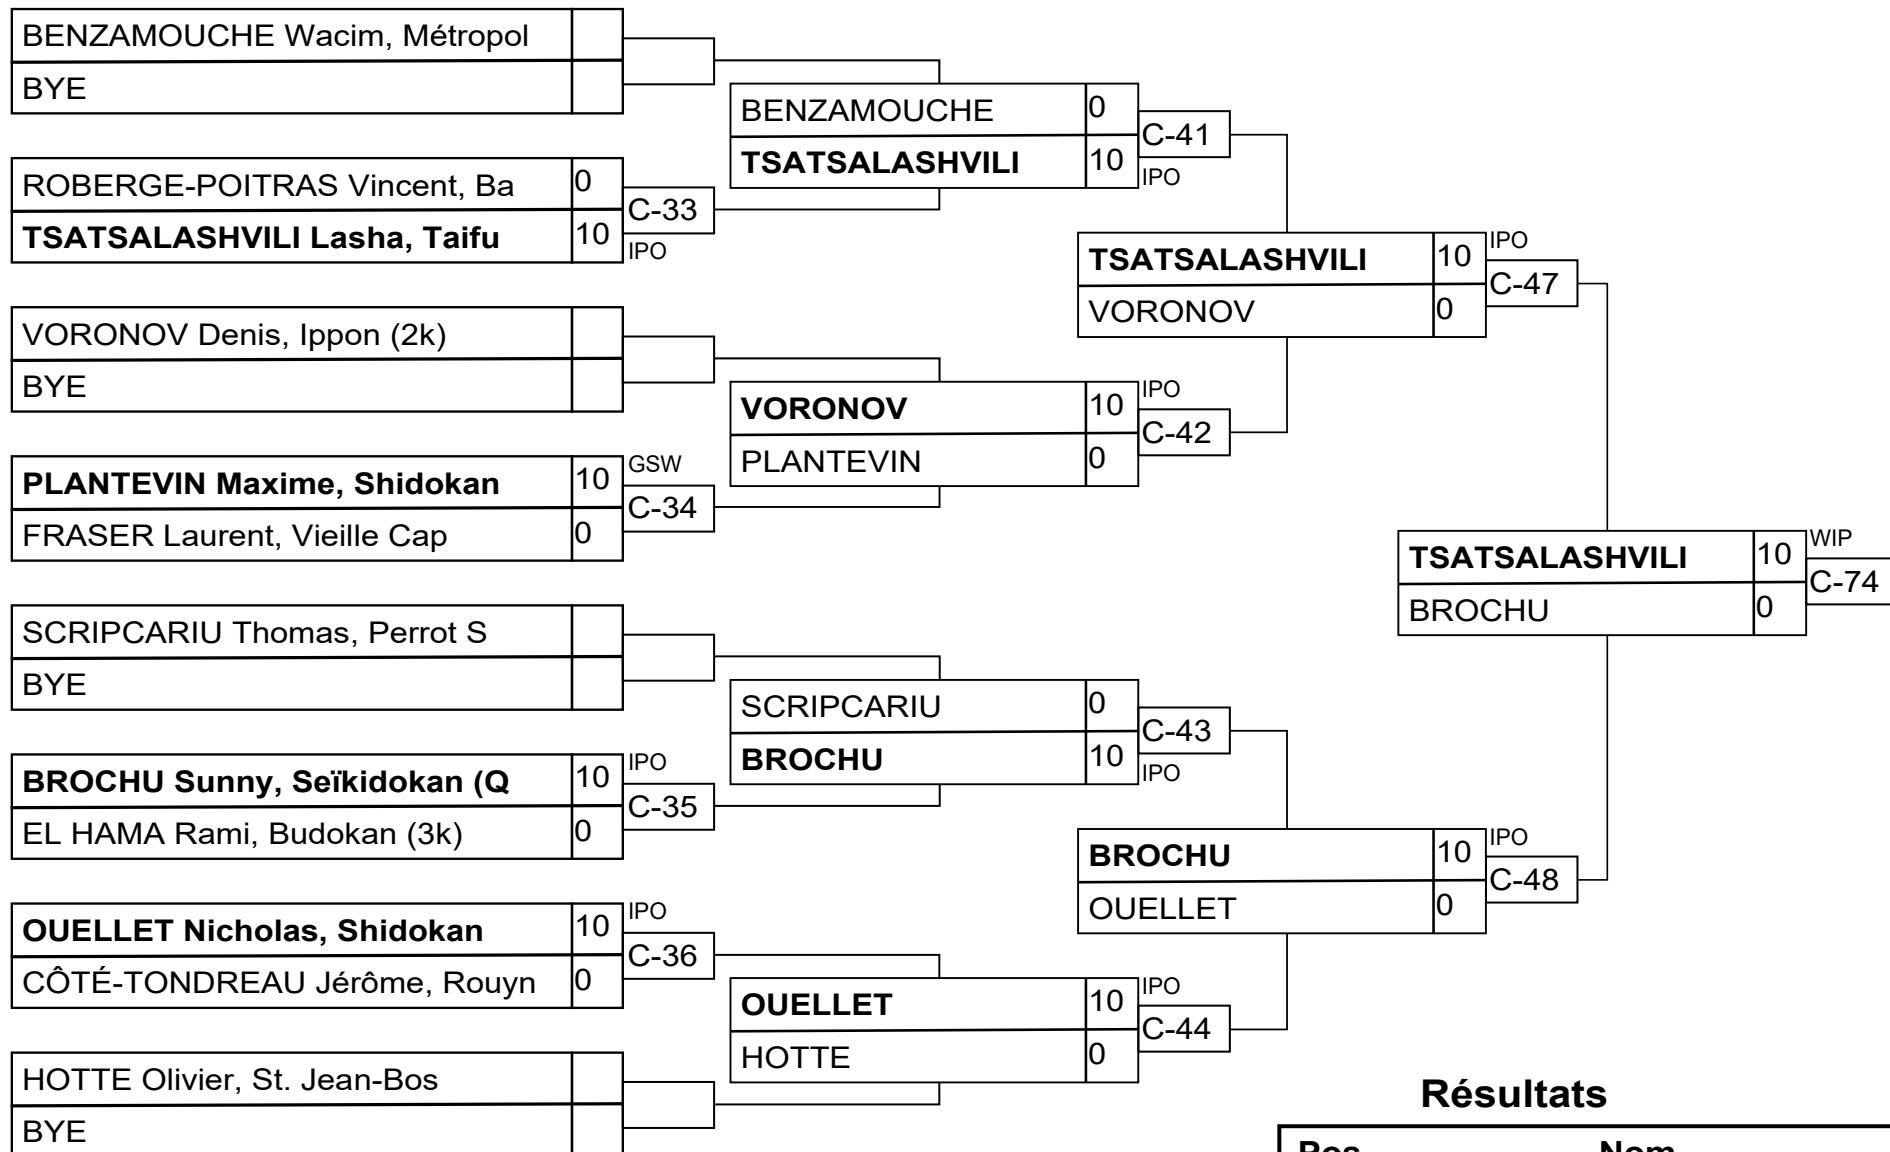 BENZAMOUCHE Wacim, Métropol
BYE
ROBERGE-POITRAS Vincent, Ba 0
TSATSALASHVILI Lasha, Taifu 10
C-33
IPO
VORONOV Denis, Ippon (2k)
BYE
PLANTEVIN Maxime, Shidokan 10
FRASER Laurent, Vieille Cap 0
GSW
C-34
SCRIPCARIU Thomas, Perrot S
BYE
BROCHU Sunny, Seïkidokan (Q 10
EL HAMA Rami, Budokan (3k) 0
IPO
C-35
OUELLET Nicholas, Shidokan 10
CÔTÉ-TONDREAU Jérôme, Rouyn 0
IPO
C-36
HOTTE Olivier, St. Jean-Bos
BYE
BENZAMOUCHE 0
TSATSALASHVILI 10
C-41
IPO
VORONOV 10
PLANTEVIN 0
IPO
C-42
SCRIPCARIU 0
BROCHU 10
C-43
IPO
OUELLET 10
HOTTE 0
IPO
C-44
TSATSALASHVILI 10
VORONOV 0
IPO
C-47
BROCHU 10
OUELLET 0
IPO
C-48
TSATSALASHVILI 10
BROCHU 0
WIP
C-74
Résultats
Pos Nom